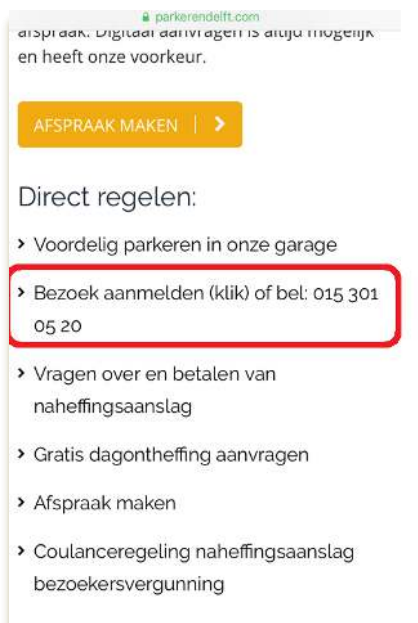 parkerendelft.com
afspraak. Digitaal aanvragen is altijd mogelijk
en heeft onze voorkeur.
AFSPRAAK MAKEN
Direct regelen:
Voordelig parkeren in onze garage
Bezoek aanmelden (klik) of bel: 015 301
05 20
Vragen over en betalen van
naheffingsaanslag
Gratis dagontheffing aanvragen
Afspraak maken
Coulanceregeling naheffingsaanslag
bezoekersvergunning